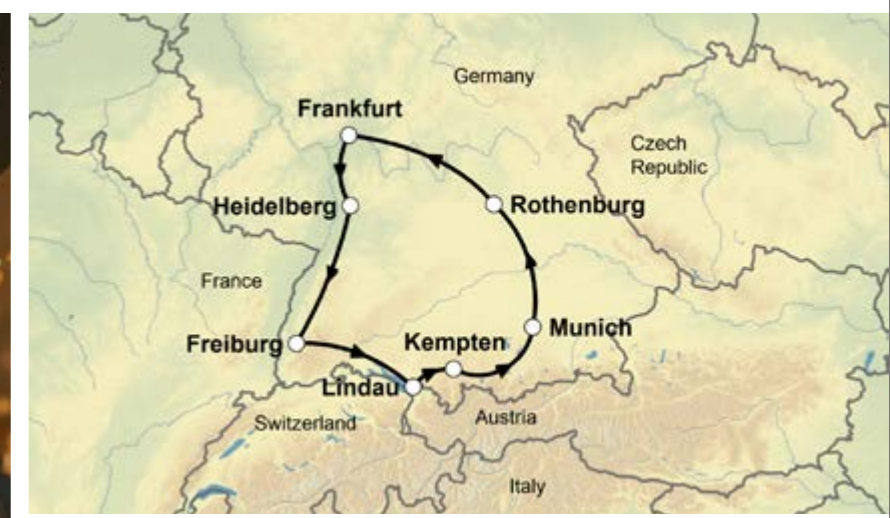 Germany
Frankfurt
Czech
Republic
Heidelberg
Rothenburg
France
Freiburg
Kempten
Munich
Lindau
Switzerland
Austria
Italy